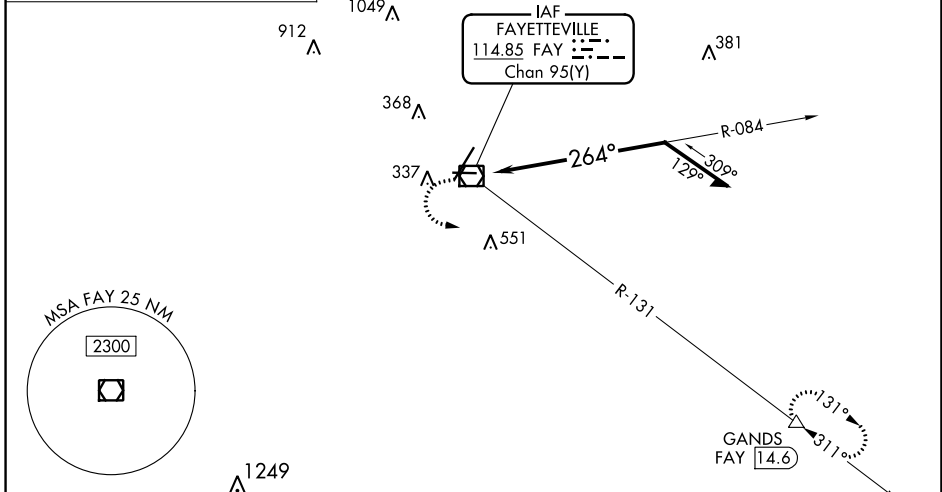 1049
912
IAF
FAYETTEVILLE
114.85 FAY
Chan 95(Y)
381
368
R-084
264°
309°
129°
337
551
R-131
MSA FAY 25 NM
2300
131°
GANDS
FAY 14.6
311°
1249